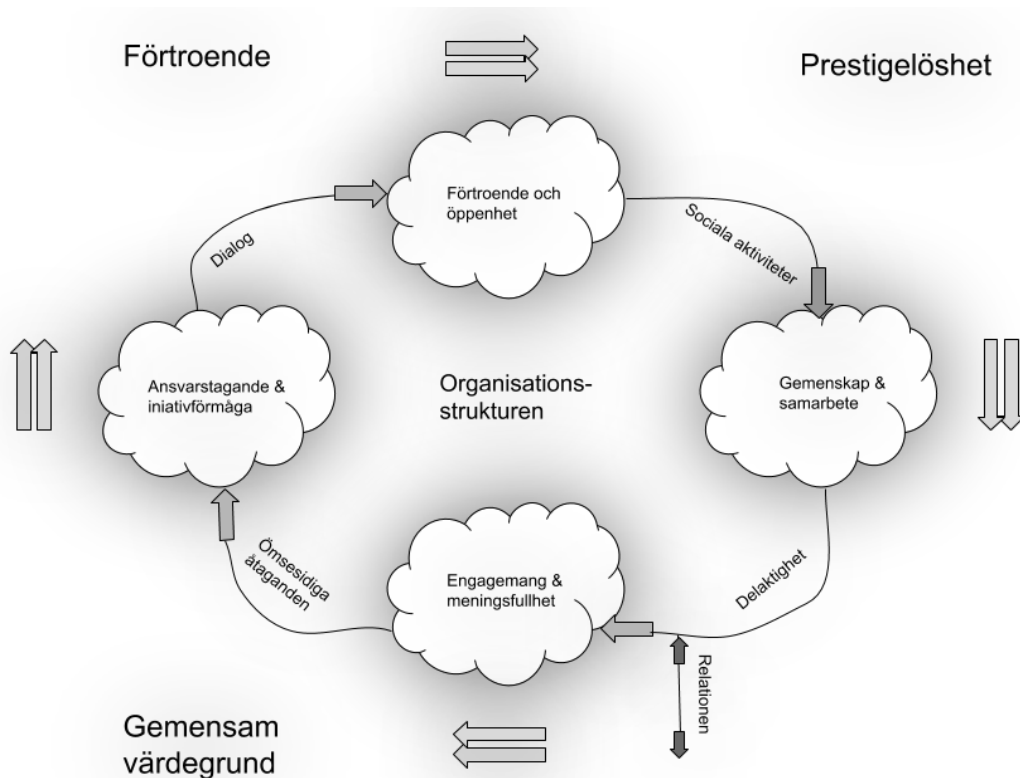 Förtroende
Prestigelöshet
Förtroende och
öppenhet
Sociala aktiviteter
Dialog
Ansvarstagande &
iniativförmåga
Organisations-
strukturen
Gemenskap &
samarbete
Ömsesidiga
åtaganden
Engagemang &
meningsfullhet
Delaktighet
Relationen
Gemensam
värdegrund